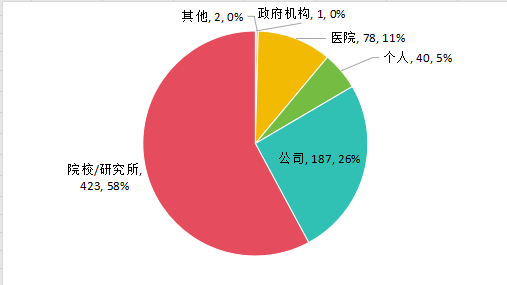 其他, 2, 0%
政府机构, 1, 0%
医院, 78, 11%
个人, 40, 5%
公司, 187, 26%
院校/研究所,
423, 58%